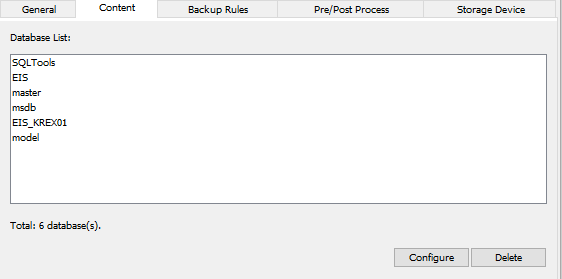 General Content Backup Rules Pre/Post Process Storage Device
Database List:
SQLTools
EIS
master
msdb
EIS_KREX01
model
Total: 6 database(s).
Configure Delete